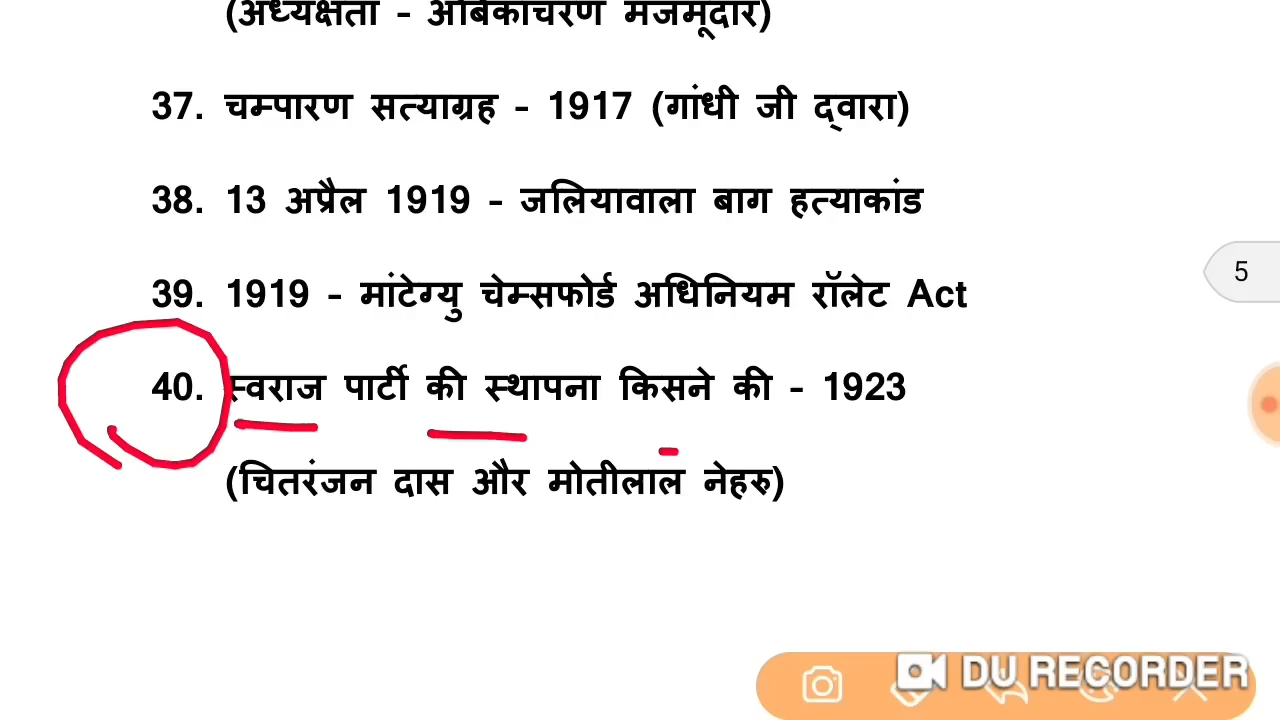 (अध्यक्षता - अंबिकाचरण मजमूदार)
37. चम्पारण सत्याग्रह - 1917 (गांधी जी द्वारा)
38. 13 अप्रैल 1919 - जलियावाला बाग हत्याकांड
39. 1919 - मांटेग्यु चेम्सफोर्ड अधिनियम रॉलेट Act
5
40. स्वराज पार्टी की स्थापना किसने की - 1923
(चितरंजन दास और मोतीलाल नेहरु)
DU RECORDER